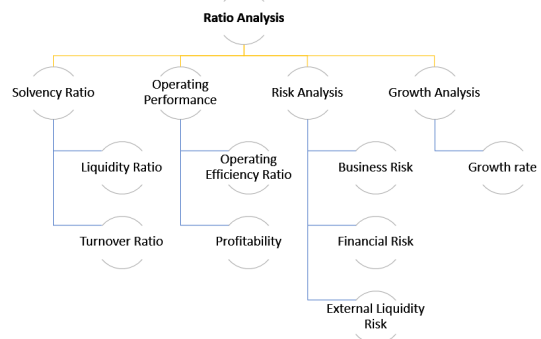 Ratio Analysis
Solvency Ratio
Operating
Performance
Risk Analysis
Growth Analysis
Liquidity Ratio
Operating
Efficiency Ratio
Business Risk
Growth rate
Turnover Ratio
Profitability
Financial Risk
External Liquidity
Risk